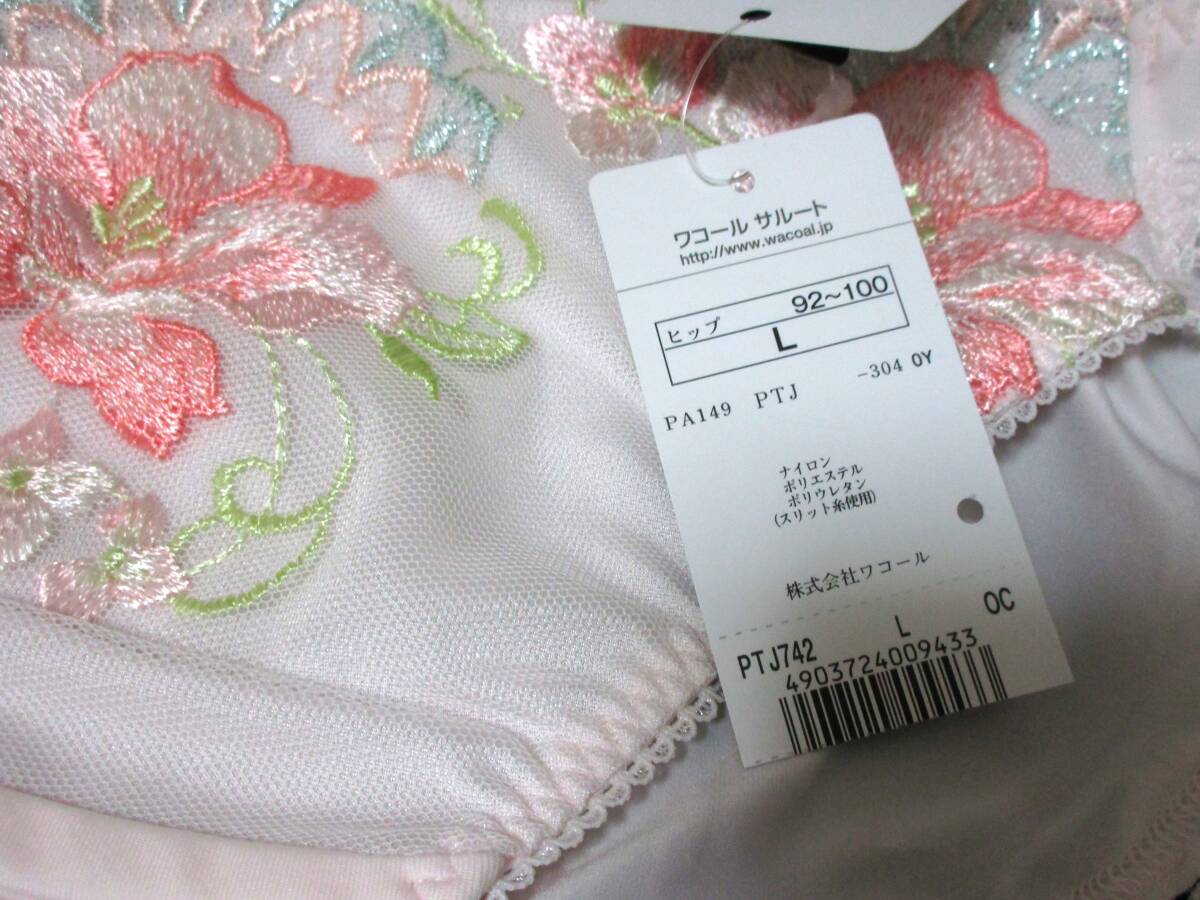 ワコール サルート
http://www.wacoal.jp
ヒップ 92~100
L
PA149 PTJ -304 OY
ナイロン
ポリエステル
ポリウレタン
(スリット糸使用)
株式会社ワコール
PTJ742 L OC
4903724009433